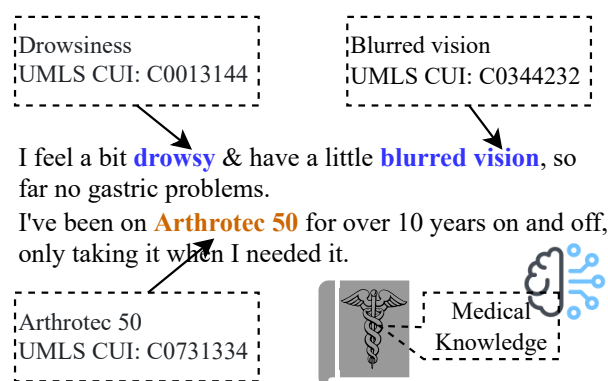 Drowsiness
UMLS CUI: C0013144
Blurred vision
UMLS CUI: C0344232
I feel a bit drowsy & have a little blurred vision, so
far no gastric problems.
I've been on Arthrotec 50 for over 10 years on and off,
only taking it when I needed it.
Arthrotec 50
UMLS CUI: C0731334
Medical
Knowledge